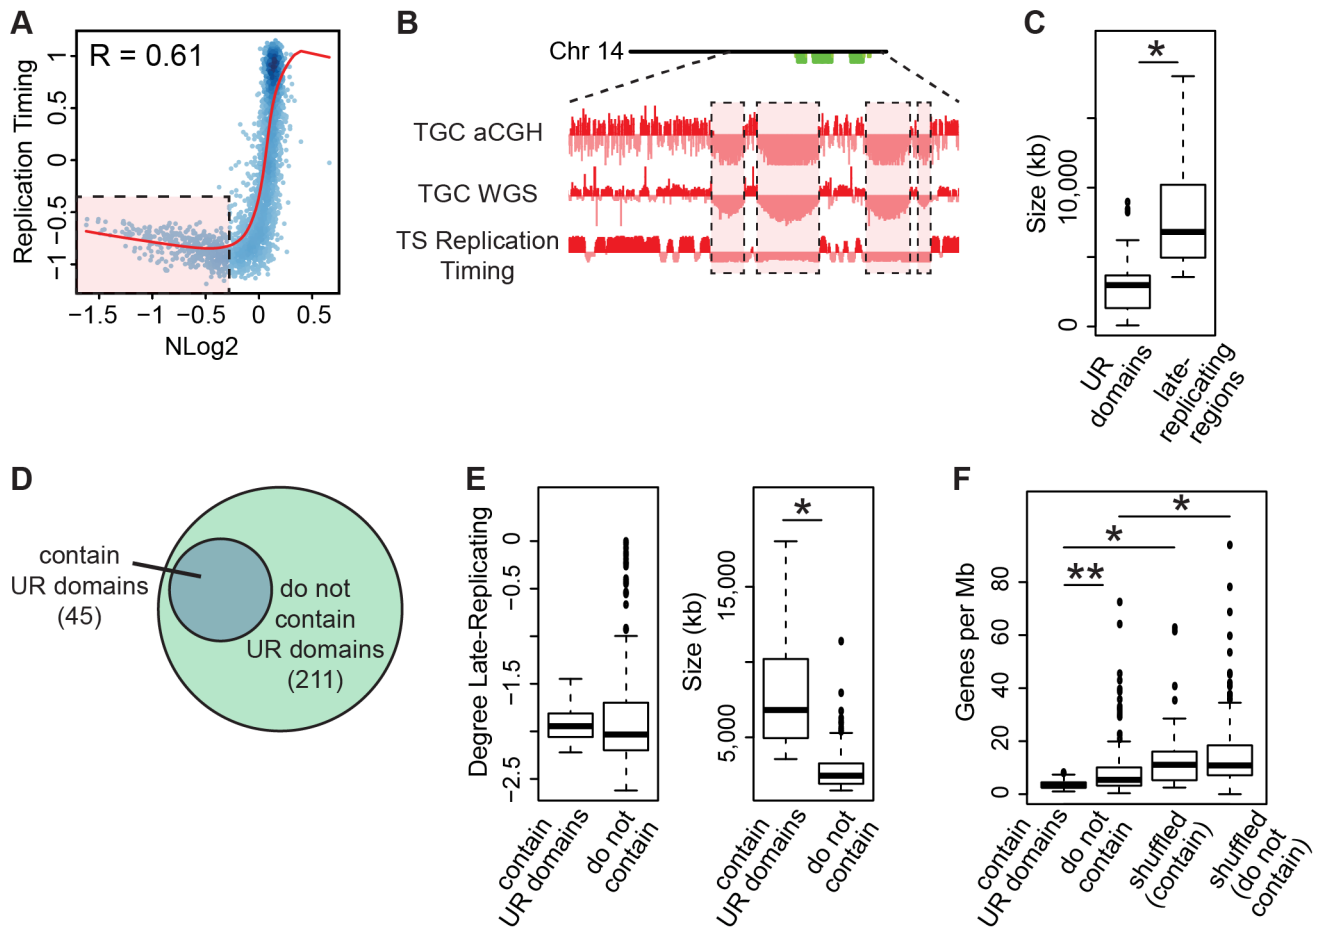 A
R = 0.61
Replication Timing
1
0.5
0
−0.5
−1
−1.5
−1
−0.5
0
0.5
NLog2
B
Chr 14
TGC aCGH
TGC WGS
TS Replication
Timing
C
*
Size (kb)
10,000
0
UR
domains
late-
replicating
regions
D
contain
UR domains
(45)
do not
contain
UR domains
(211)
E
Degree Late-Replicating
0
−0.5
−1.5
−2.5
contain
UR domains
do not
contain
*
Size (kb)
15,000
5,000
contain
UR domains
do not
contain
F
*
*
**
Genes per Mb
80
60
40
20
0
contain
UR domains
do not
contain
shuffled
(contain)
shuffled
(do not
contain)